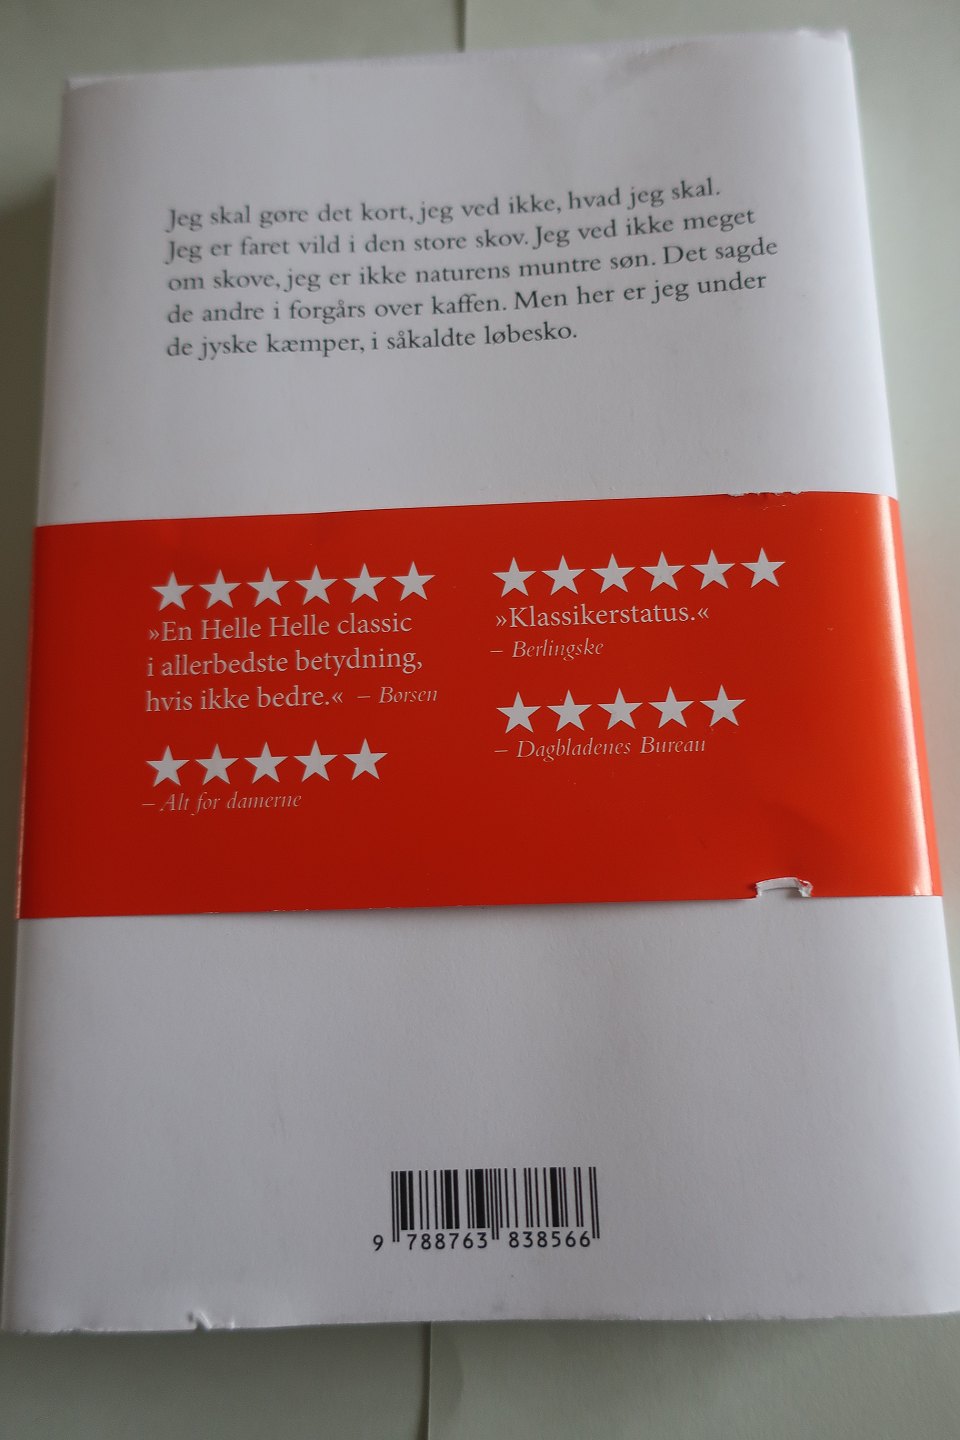 Jeg skal gøre det kort, jeg ved ikke, hvad jeg skal.
Jeg er faret vild i den store skov. Jeg ved ikke meget
om skove, jeg er ikke naturens muntre søn. Det sagde
de andre i forgårs over kaffen. Men her er jeg under
de jyske kæmper, i såkaldte løbesko.
»En Helle Helle classic
i allerbedste betydning,
hvis ikke bedre.« – Børsen
– Alt for damerne
»Klassikerstatus.«
– Berlingske
– Dagbladenes Bureau
9 788763 838566